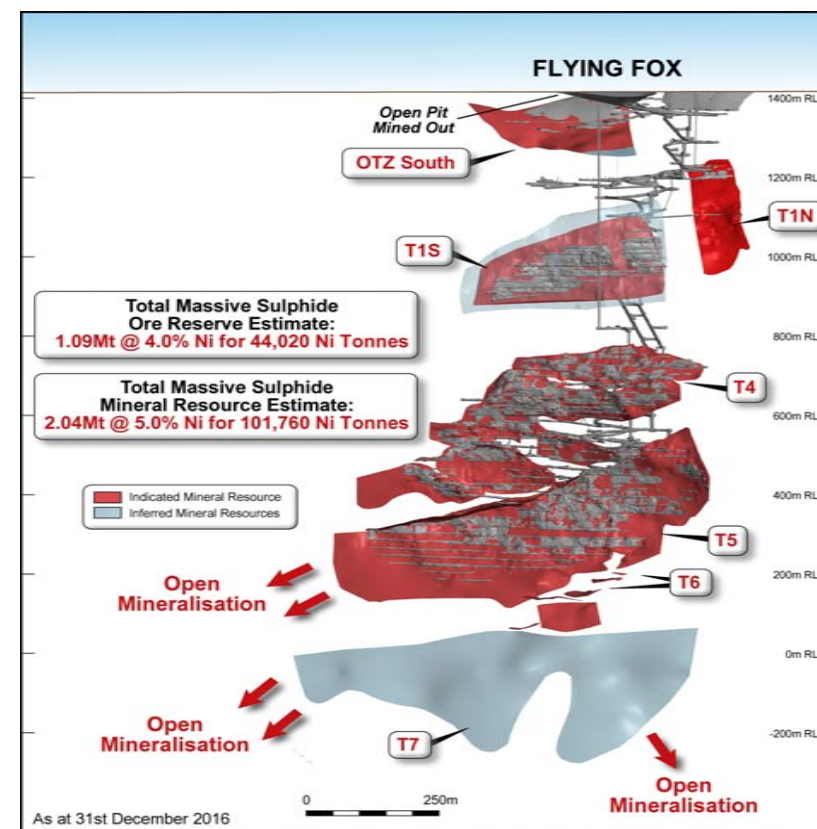 FLYING FOX
1400m RL
Open Pit
Mined Out
OTZ South
1200m RL
T1N
T1S
1000m RL
Total Massive Sulphide
Ore Reserve Estimate:
1.09Mt @ 4.0% Ni for 44,020 Ni Tonnes
800m RL
Total Massive Sulphide
Mineral Resource Estimate:
2.04Mt @ 5.0% Ni for 101,760 Ni Tonnes
T4
600m RL
Indicated Mineral Resource
Inferred Mineral Resources
400m RL
T5
Open
Mineralisation
200m RL
T6
0m RL
Open
Mineralisation
T7
-200m RL
Open
Mineralisation
0 250m
As at 31st December 2016